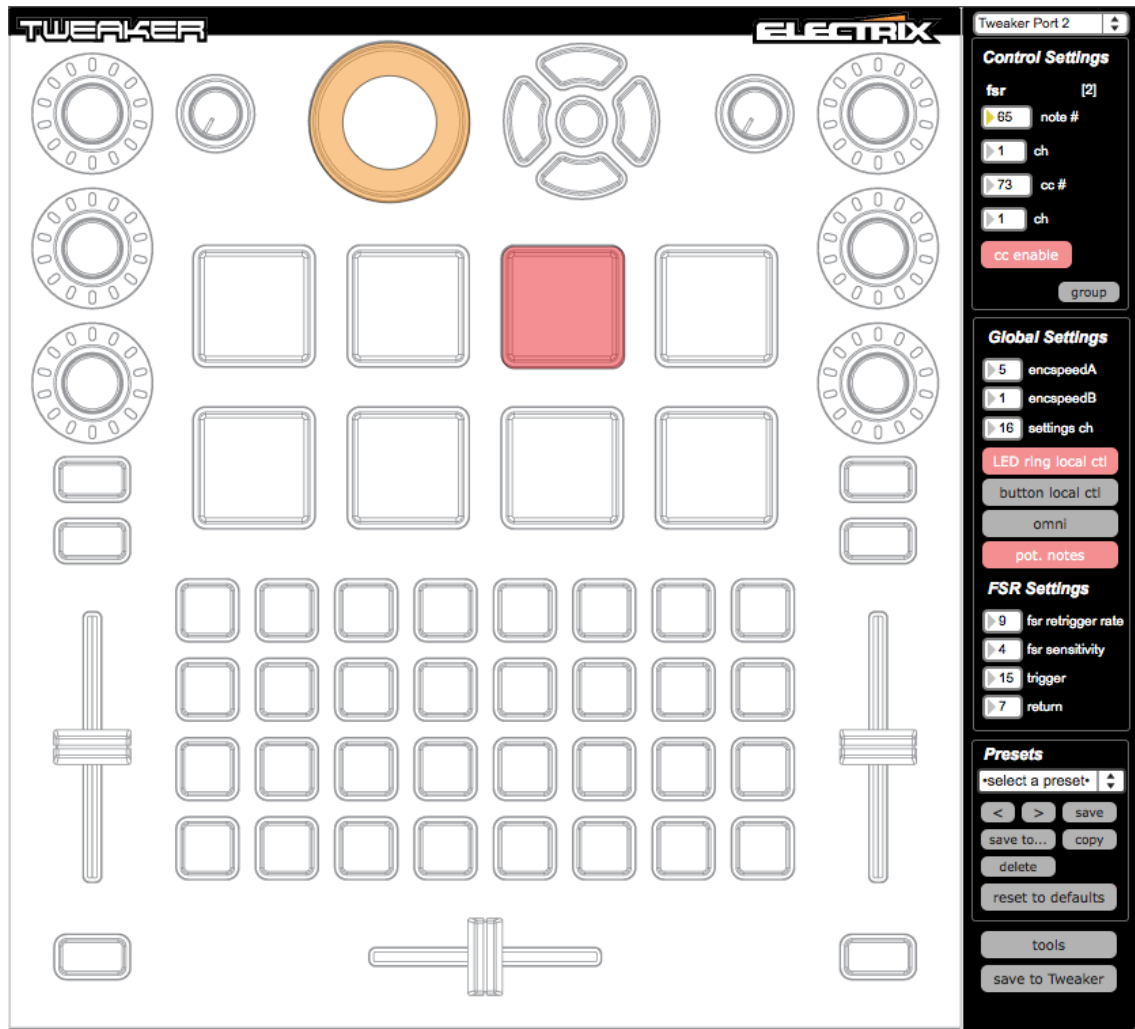 TWEAKER
ELECTRIX
Tweaker Port 2
Control Settings
fsr [2]
65 note #
1 ch
73 cc #
1 ch
cc enable
group
Global Settings
5 encspeedA
1 encspeedB
16 settings ch
LED ring local ctl
button local ctl
omni
pot. notes
FSR Settings
9 fsr retrigger rate
4 fsr sensitivity
15 trigger
7 return
Presets
•select a preset•
< > save
save to... copy
delete
reset to defaults
tools
save to Tweaker